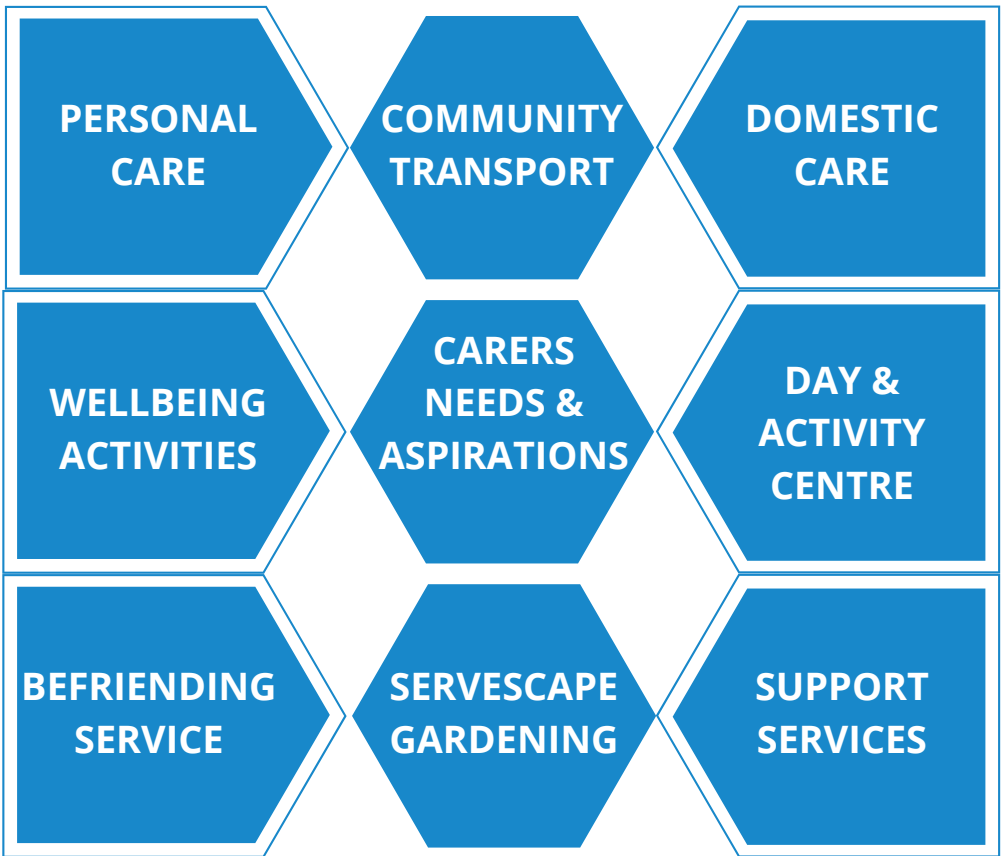 PERSONAL
CARE
COMMUNITY
TRANSPORT
DOMESTIC
CARE
WELLBEING
ACTIVITIES
CARERS
NEEDS &
ASPIRATIONS
DAY &
ACTIVITY
CENTRE
BEFRIENDING
SERVICE
SERVESCAPE
GARDENING
SUPPORT
SERVICES